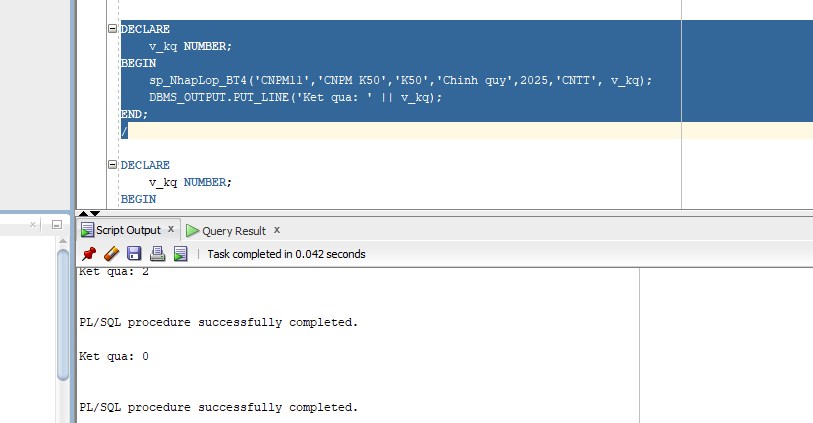 DECLARE
v_kq NUMBER;
BEGIN
sp_NhapLop_BT4('CNPM11','CNPM K50','K50','Chinh quy',2025,'CNTT', v_kq);
DBMS_OUTPUT.PUT_LINE('Ket qua: ' || v_kq);
END;
/
DECLARE
v_kq NUMBER;
BEGIN
Script Output x Query Result x
Task completed in 0.042 seconds
Ket qua: 2
PL/SQL procedure successfully completed.
Ket qua: 0
PL/SQL procedure successfully completed.